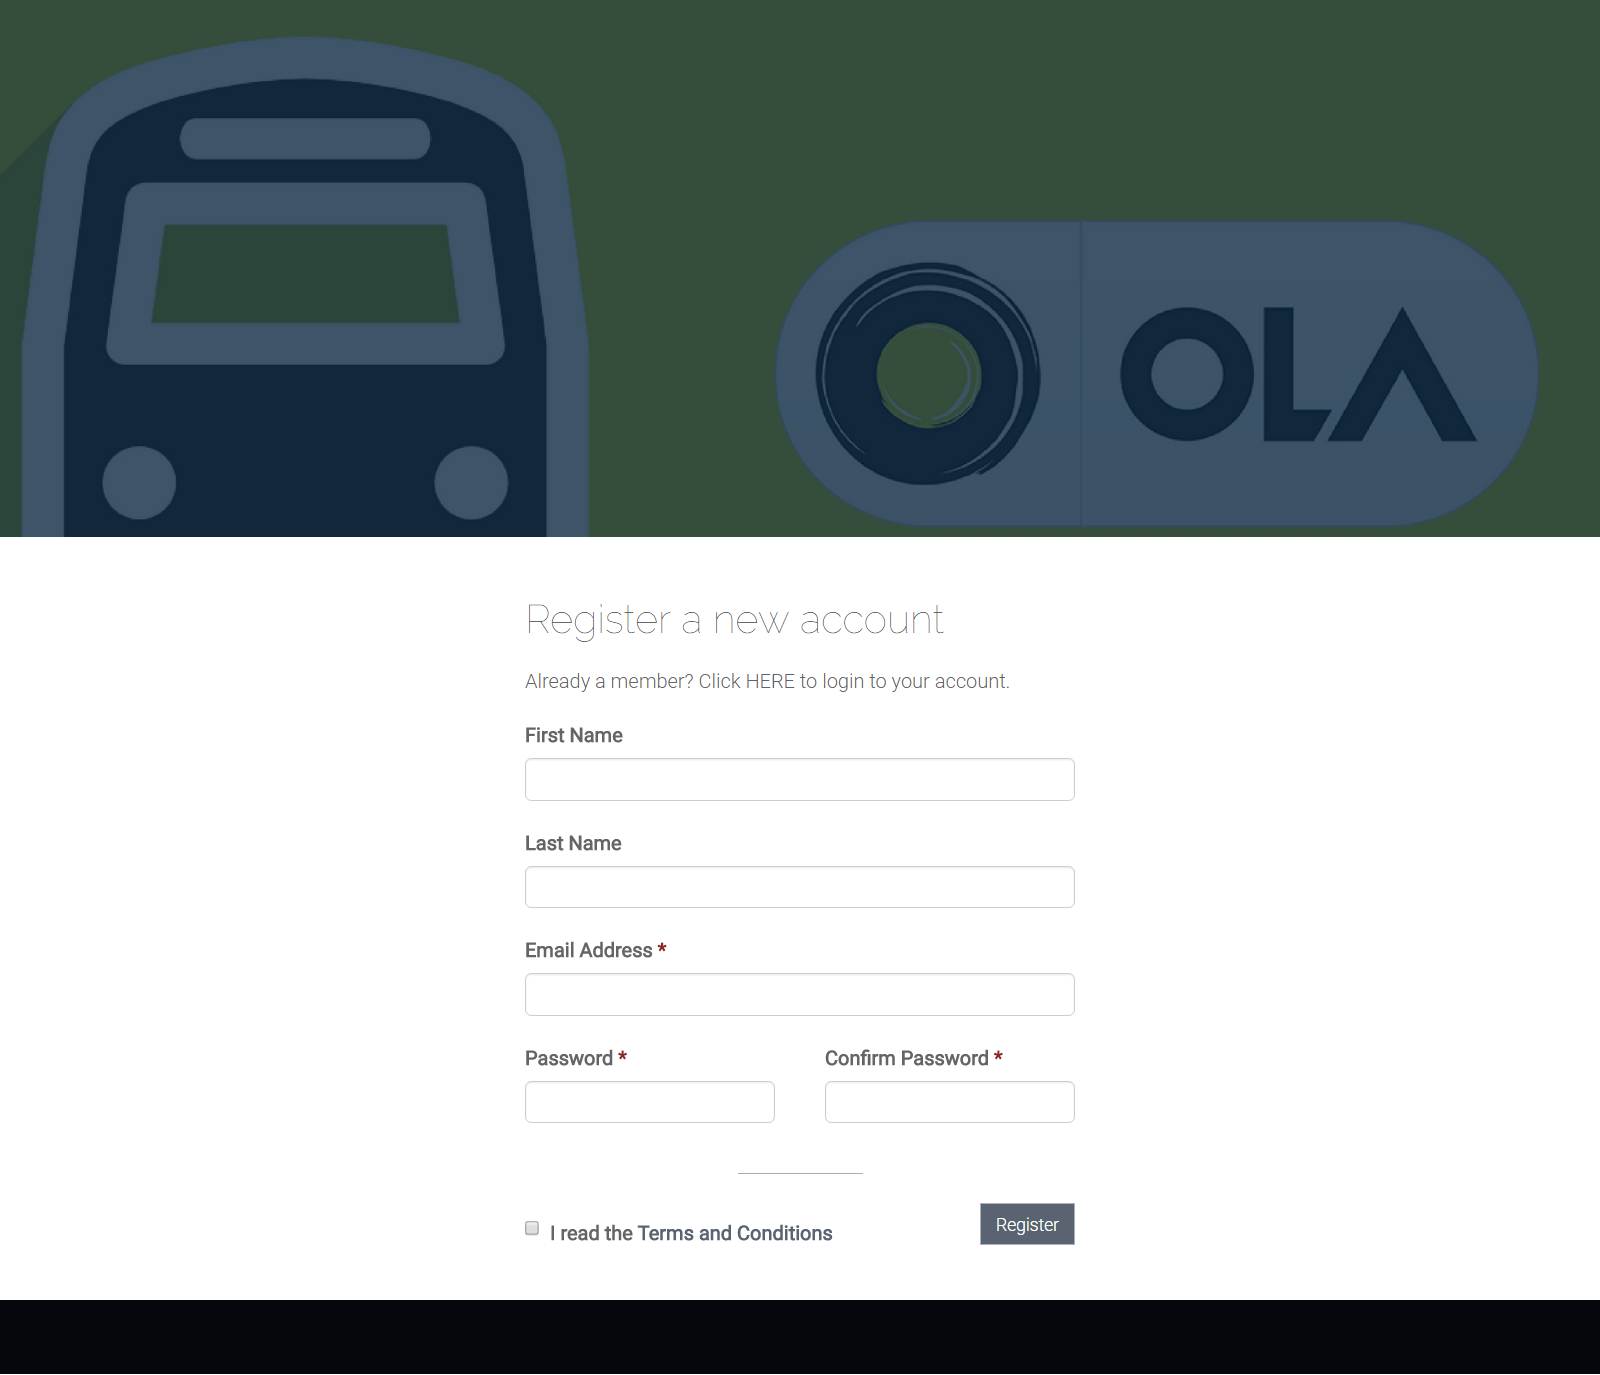 OLA
Register a new account
Already a member? Click HERE to login to your account.
First Name
Last Name
Email Address *
Password *
Confirm Password *
I read the Terms and Conditions
Register